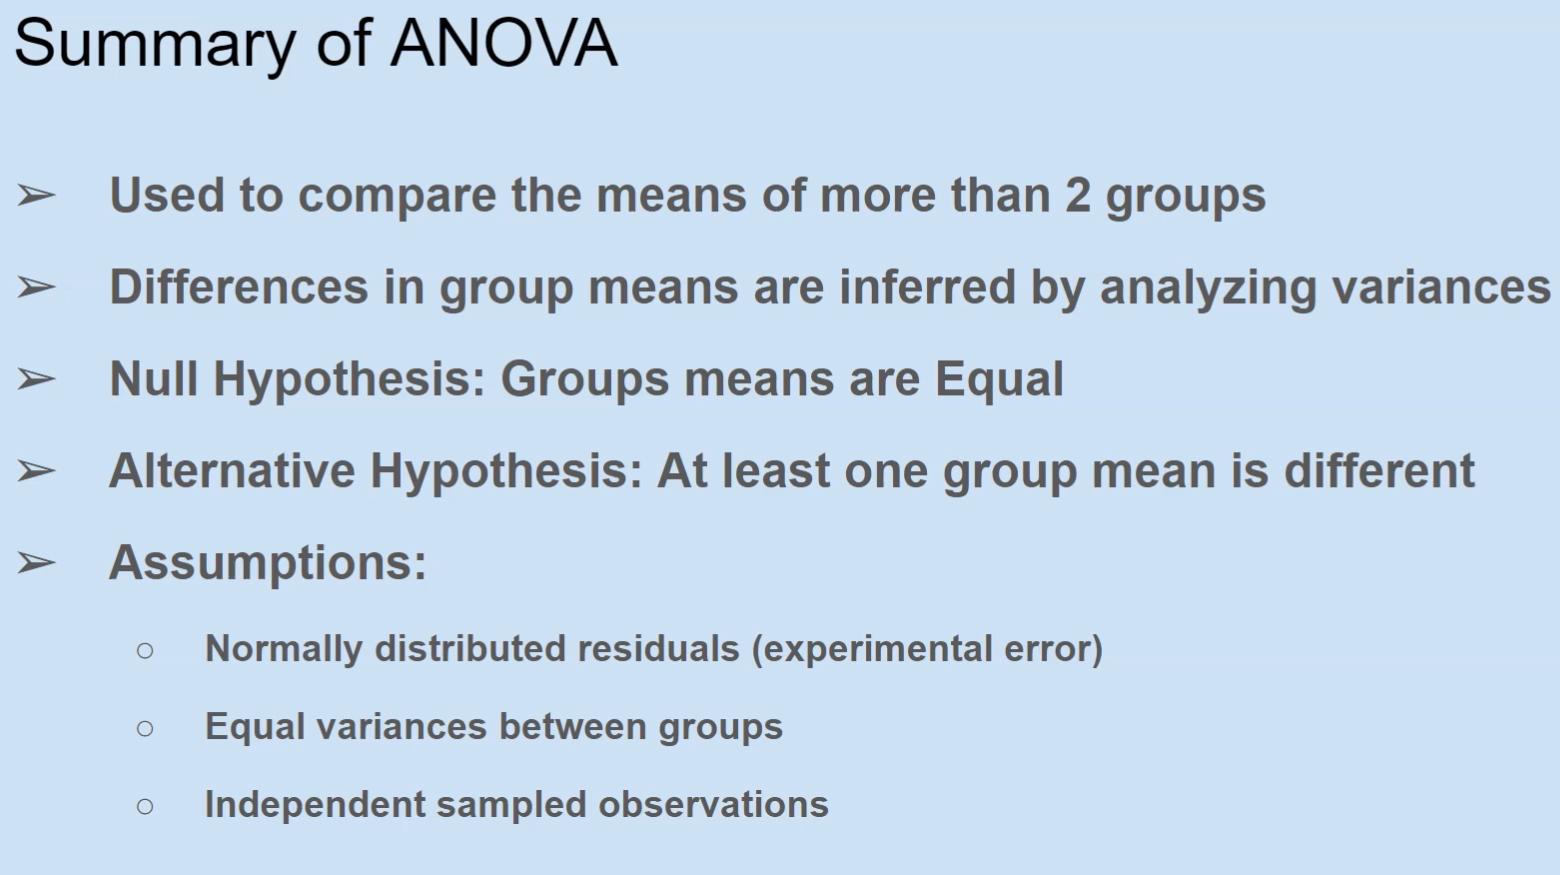 Summary of ANOVA
➢ Used to compare the means of more than 2 groups
➢ Differences in group means are inferred by analyzing variances
➢ Null Hypothesis: Groups means are Equal
➢ Alternative Hypothesis: At least one group mean is different
➢ Assumptions:
○ Normally distributed residuals (experimental error)
○ Equal variances between groups
○ Independent sampled observations